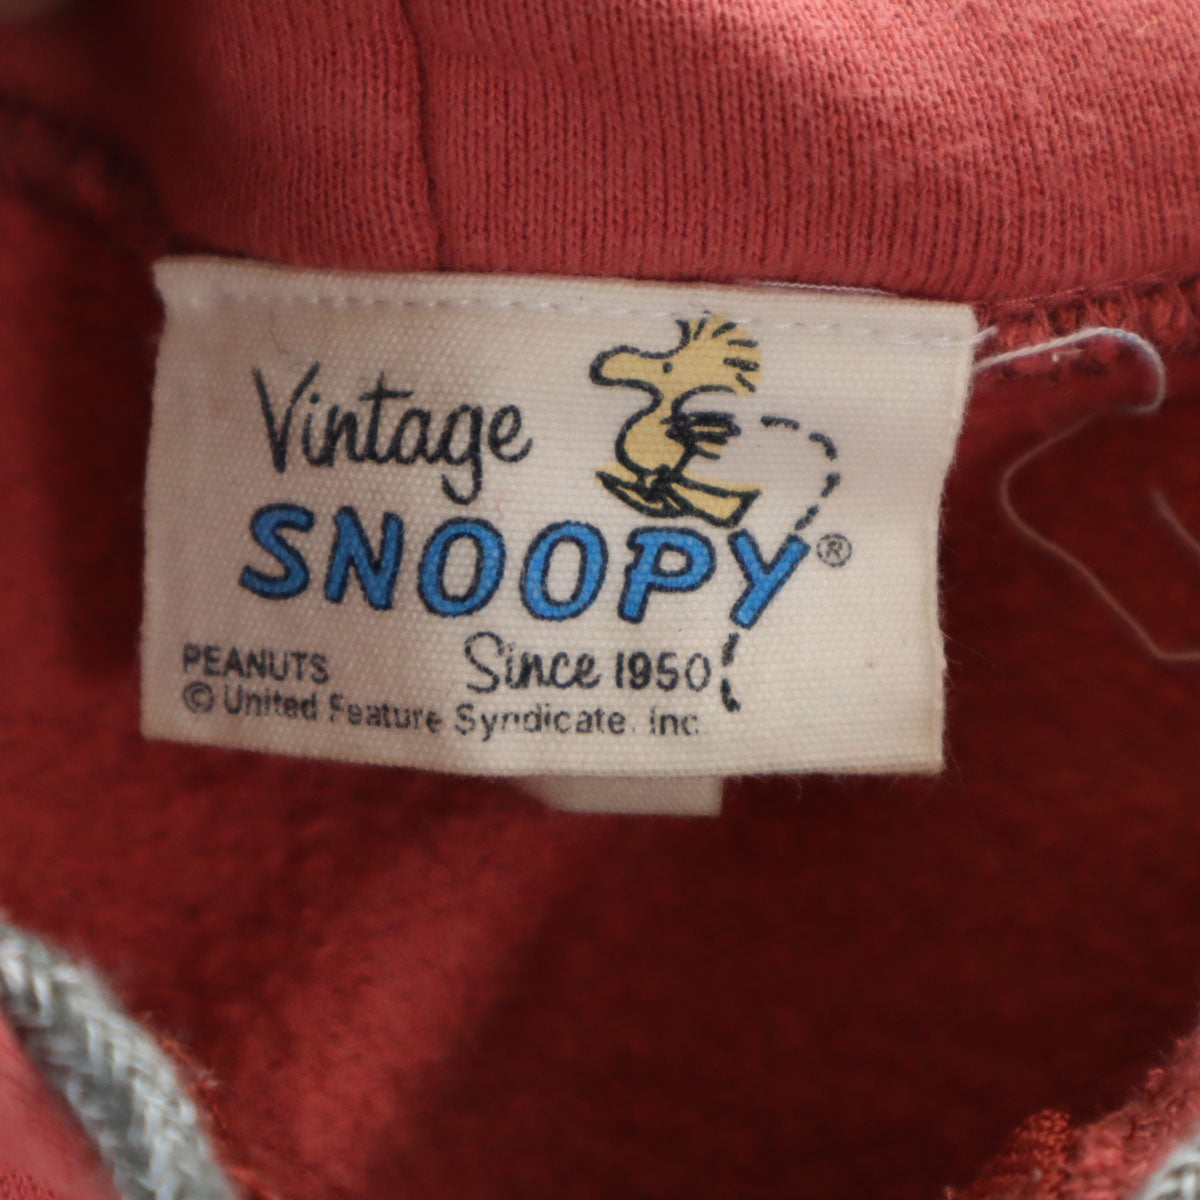 Vintage
SNOOPY®
Since 1950
PEANUTS
© United Feature Syndicate. Inc.